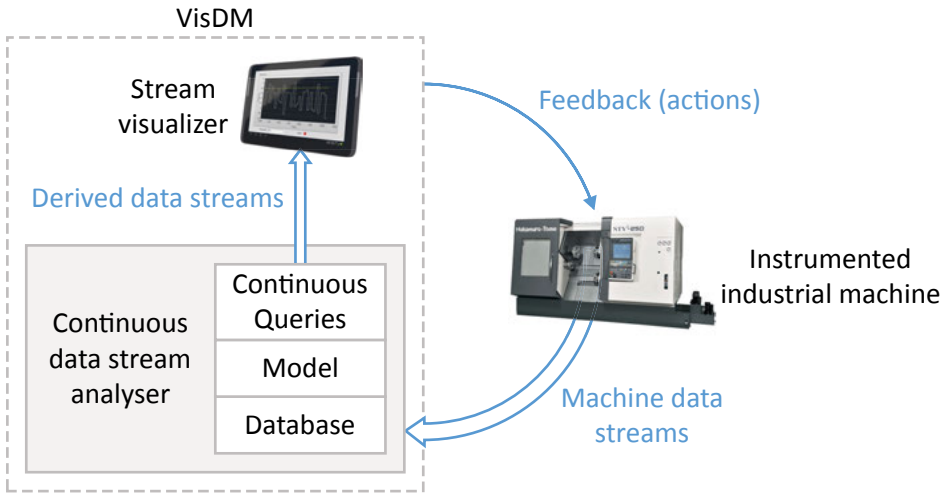 VisDM
Stream
visualizer
Feedback (actions)
Derived data streams
Instrumented
industrial machine
Continuous
data stream
analyser
Continuous
Queries
Model
Database
Machine data
streams